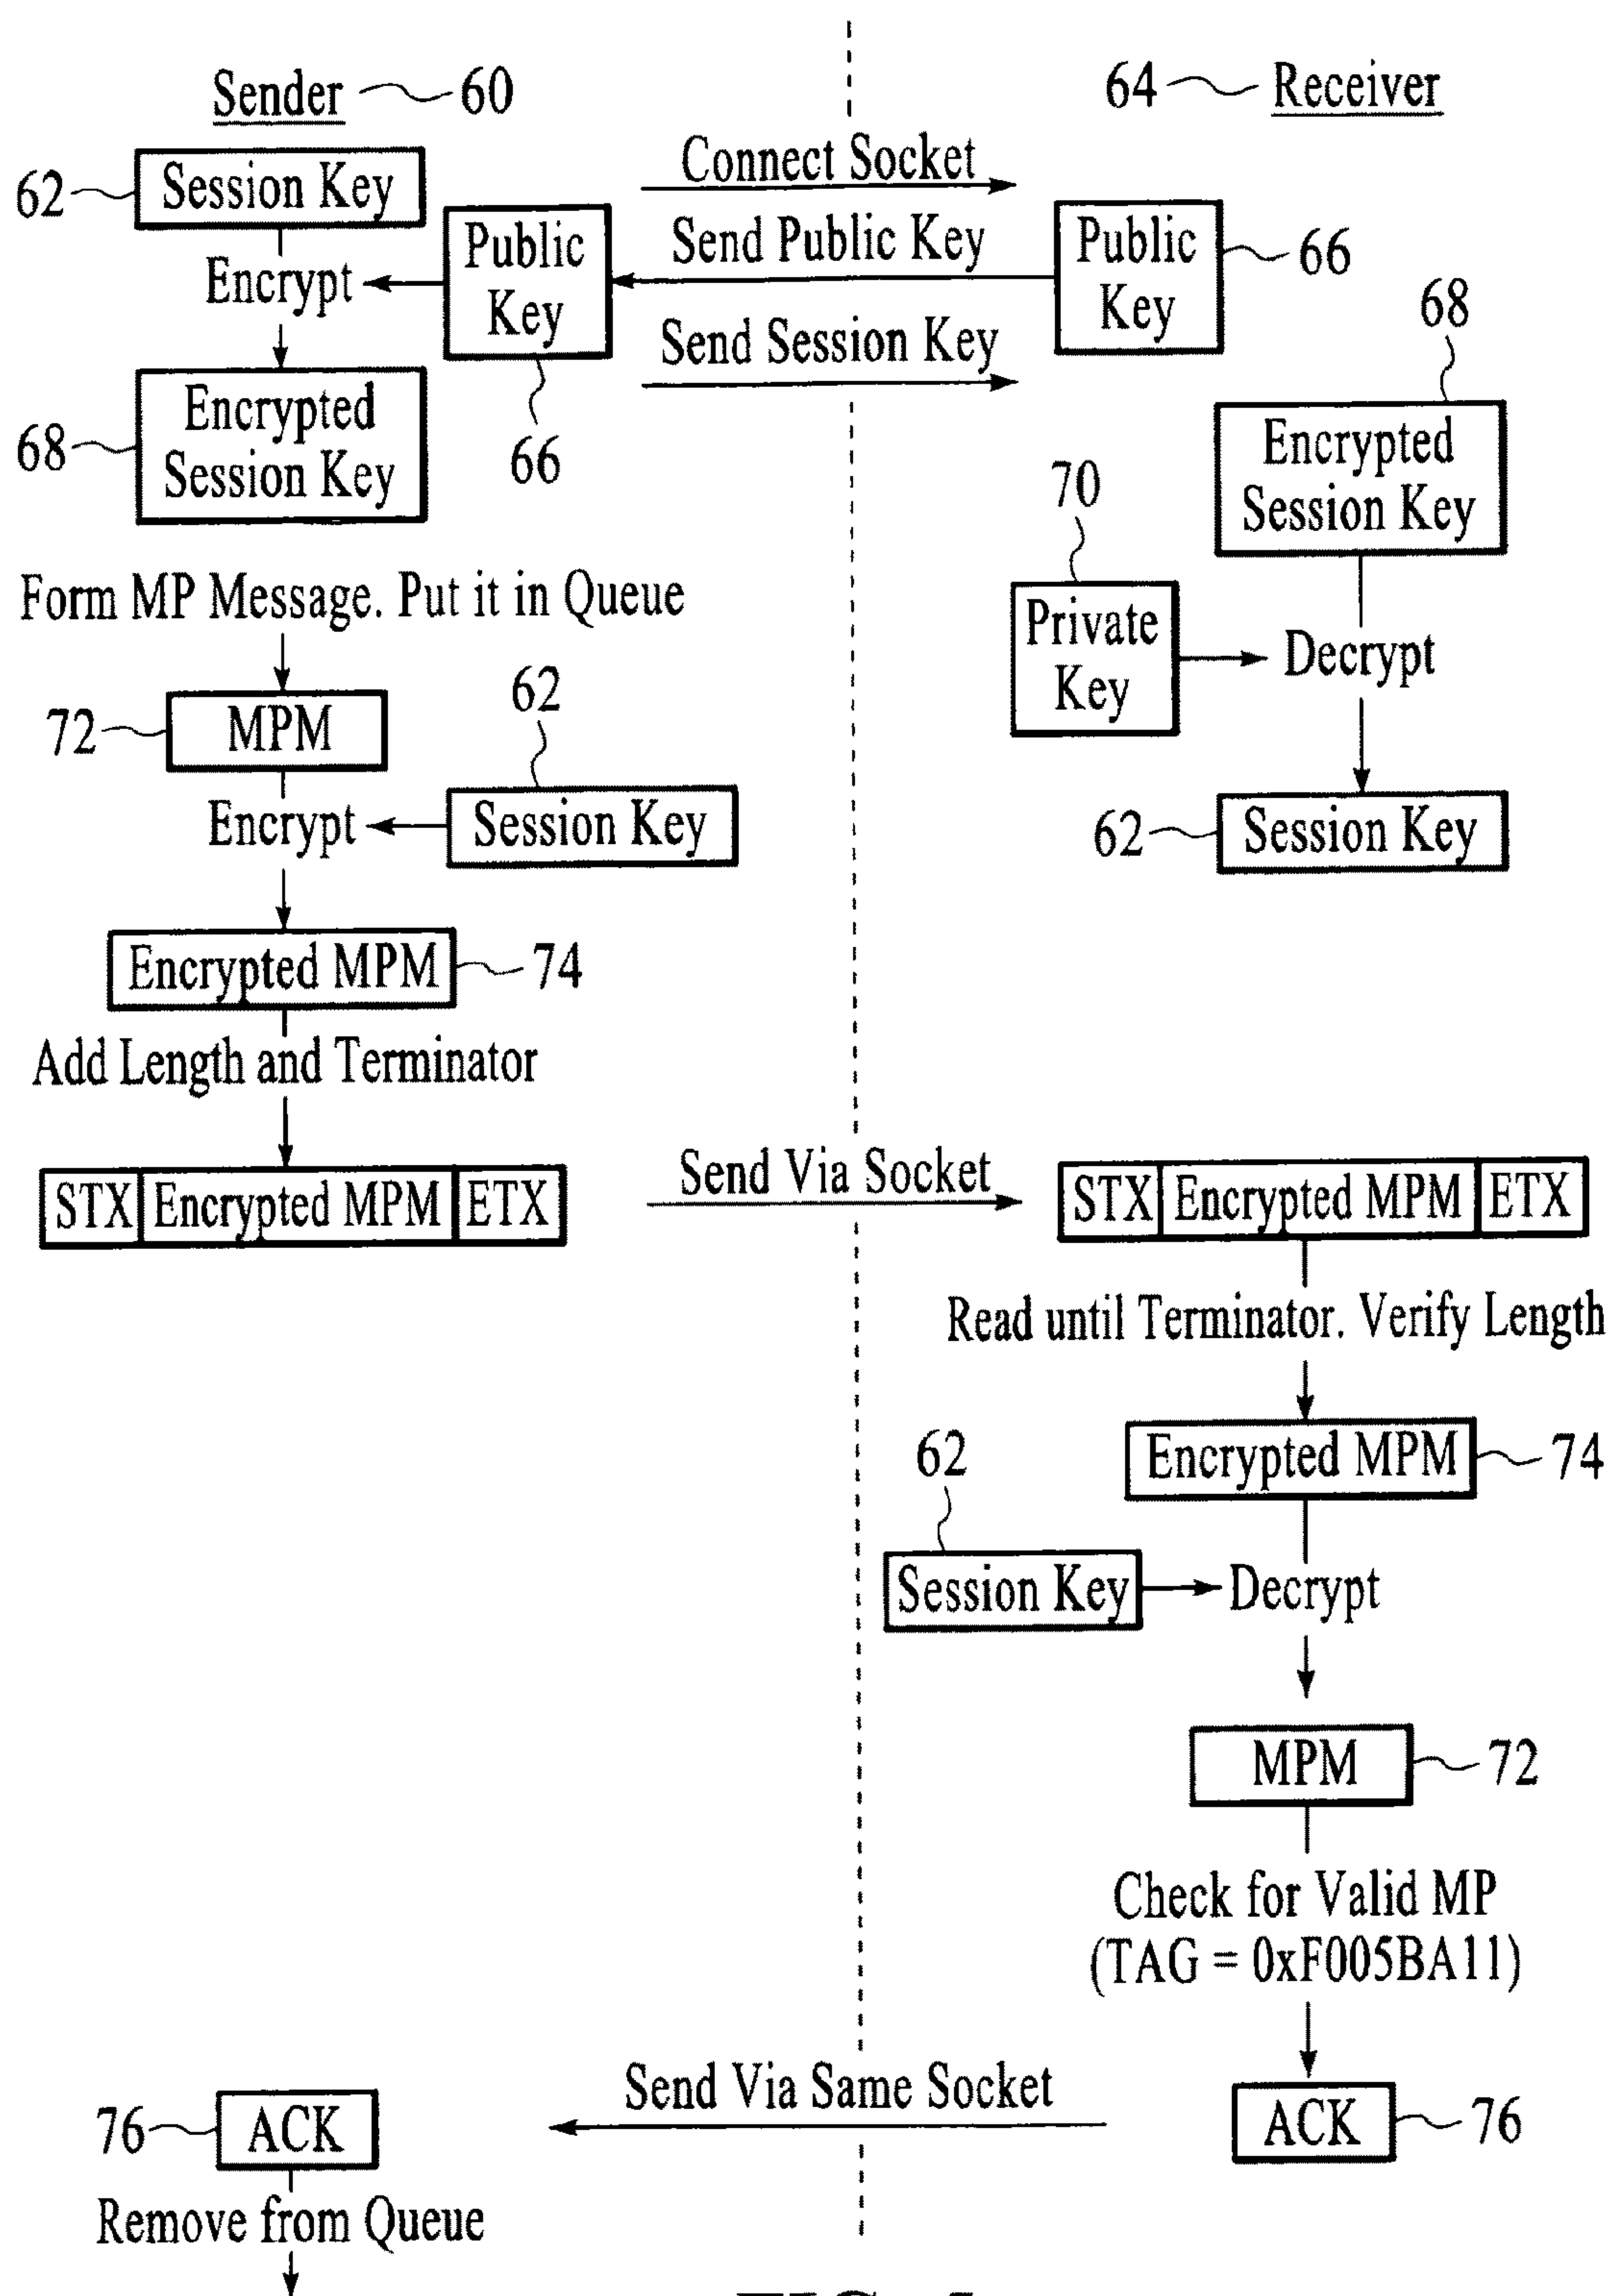 Sender 60
64 Receiver
62 Session Key
Connect Socket
Public
Key
66
Send Public Key
Public
Key
66
Encrypt
Send Session Key
68
Encrypted
Session Key
68
Encrypted
Session Key
70
Private
Key
Decrypt
62 Session Key
Form MP Message. Put it in Queue
72 MPM
62
Encrypt
Session Key
Encrypted MPM 74
Add Length and Terminator
STX Encrypted MPM ETX
Send Via Socket
STX Encrypted MPM ETX
Read until Terminator. Verify Length
Encrypted MPM 74
62
Session Key
Decrypt
MPM 72
Check for Valid MP
(TAG = 0xF005BA11)
ACK 76
Send Via Same Socket
76 ACK
Remove from Queue